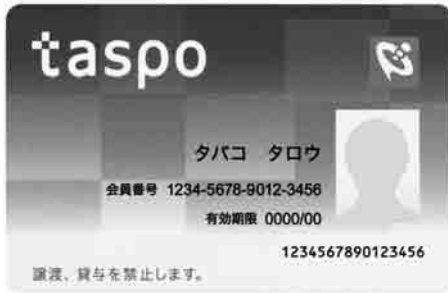 taspo
タバコ　タロウ
会員番号 1234-5678-9012-3456
有効期限 0000/00
1234567890123456
譲渡、貸与を禁止します。